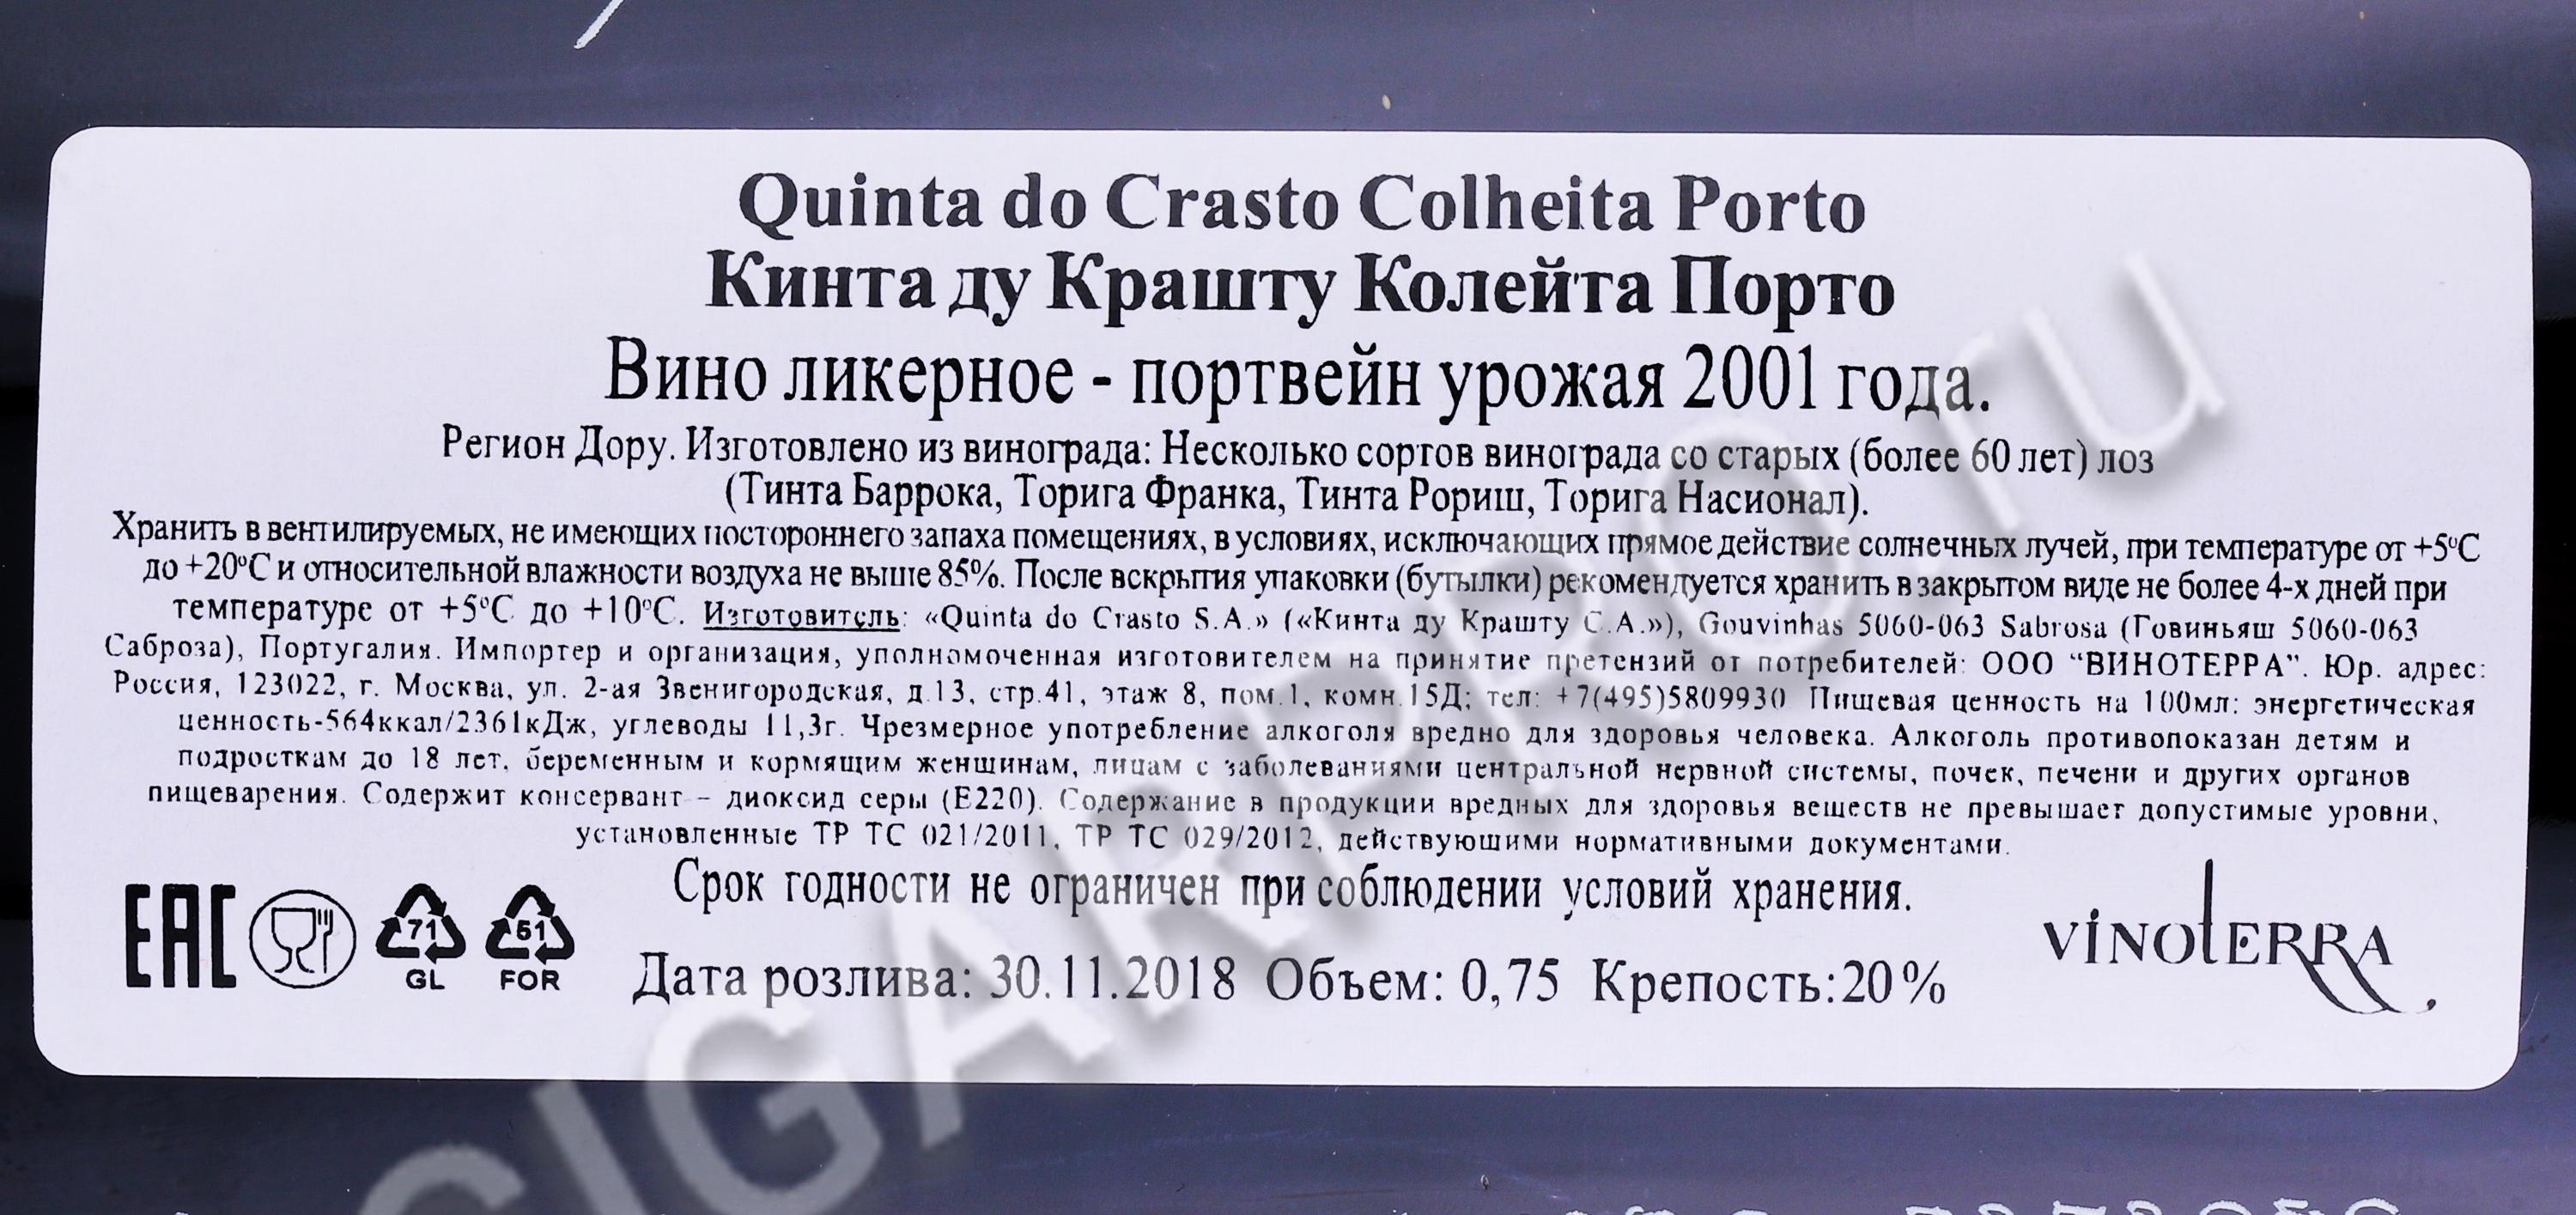 Quinta do Crasto Colheita Porto
Кинта ду Крашту Колейта Порто
Вино ликерное - портвейн урожая 2001 года.
Регион Дору. Изготовлено из винограда: Несколько сортов винограда со старых (более 60 лет) лоз
(Тинта Баррока, Торига Франка, Тинта Рориш, Торига Насионал).
Хранить в вентилируемых, не имеющих постороннего запаха помещениях, в условиях, исключающих прямое действие солнечных лучей, при температуре от +5ºС
до +20ºС и относительной влажности воздуха не выше 85%. После вскрытия упаковки (бутылки) рекомендуется хранить в закрытом виде не более 4-х дней при
температуре от +5ºС до +10ºС. Изготовитель: «Quinta do Crasto S.A.» («Кинта ду Крашту С.А.»), Gouvinhas 5060-063 Sabrosa (Говиньяш 5060-063
Саброза), Португалия. Импортер и организация, уполномоченная изготовителем на принятие претензий от потребителей: ООО “ВИНОТЕРРА”. Юр. адрес:
Россия, 123022, г. Москва, ул. 2-ая Звенигородская, д.13, стр.41, этаж 8, пом.1, комн.15Д; тел: +7(495)5809930 Пищевая ценность на 100мл: энергетическая
ценность-564ккал/2361кДж, углеводы 11,3г. Чрезмерное употребление алкоголя вредно для здоровья человека. Алкоголь противопоказан детям и
подросткам до 18 лет, беременным и кормящим женщинам, лицам с заболеваниями центральной нервной системы, почек, печени и других органов
пищеварения. Содержит консервант – диоксид серы (Е220). Содержание в продукции вредных для здоровья веществ не превышает допустимые уровни,
установленные ТР ТС 021/2011, ТР ТС 029/2012, действующими нормативными документами.
Срок годности не ограничен при соблюдении условий хранения.
EAC 71 GL 51 FOR
Дата розлива: 30.11.2018 Объем: 0,75 Крепость:20%
VINOTERRA
CIGARPRO.ru